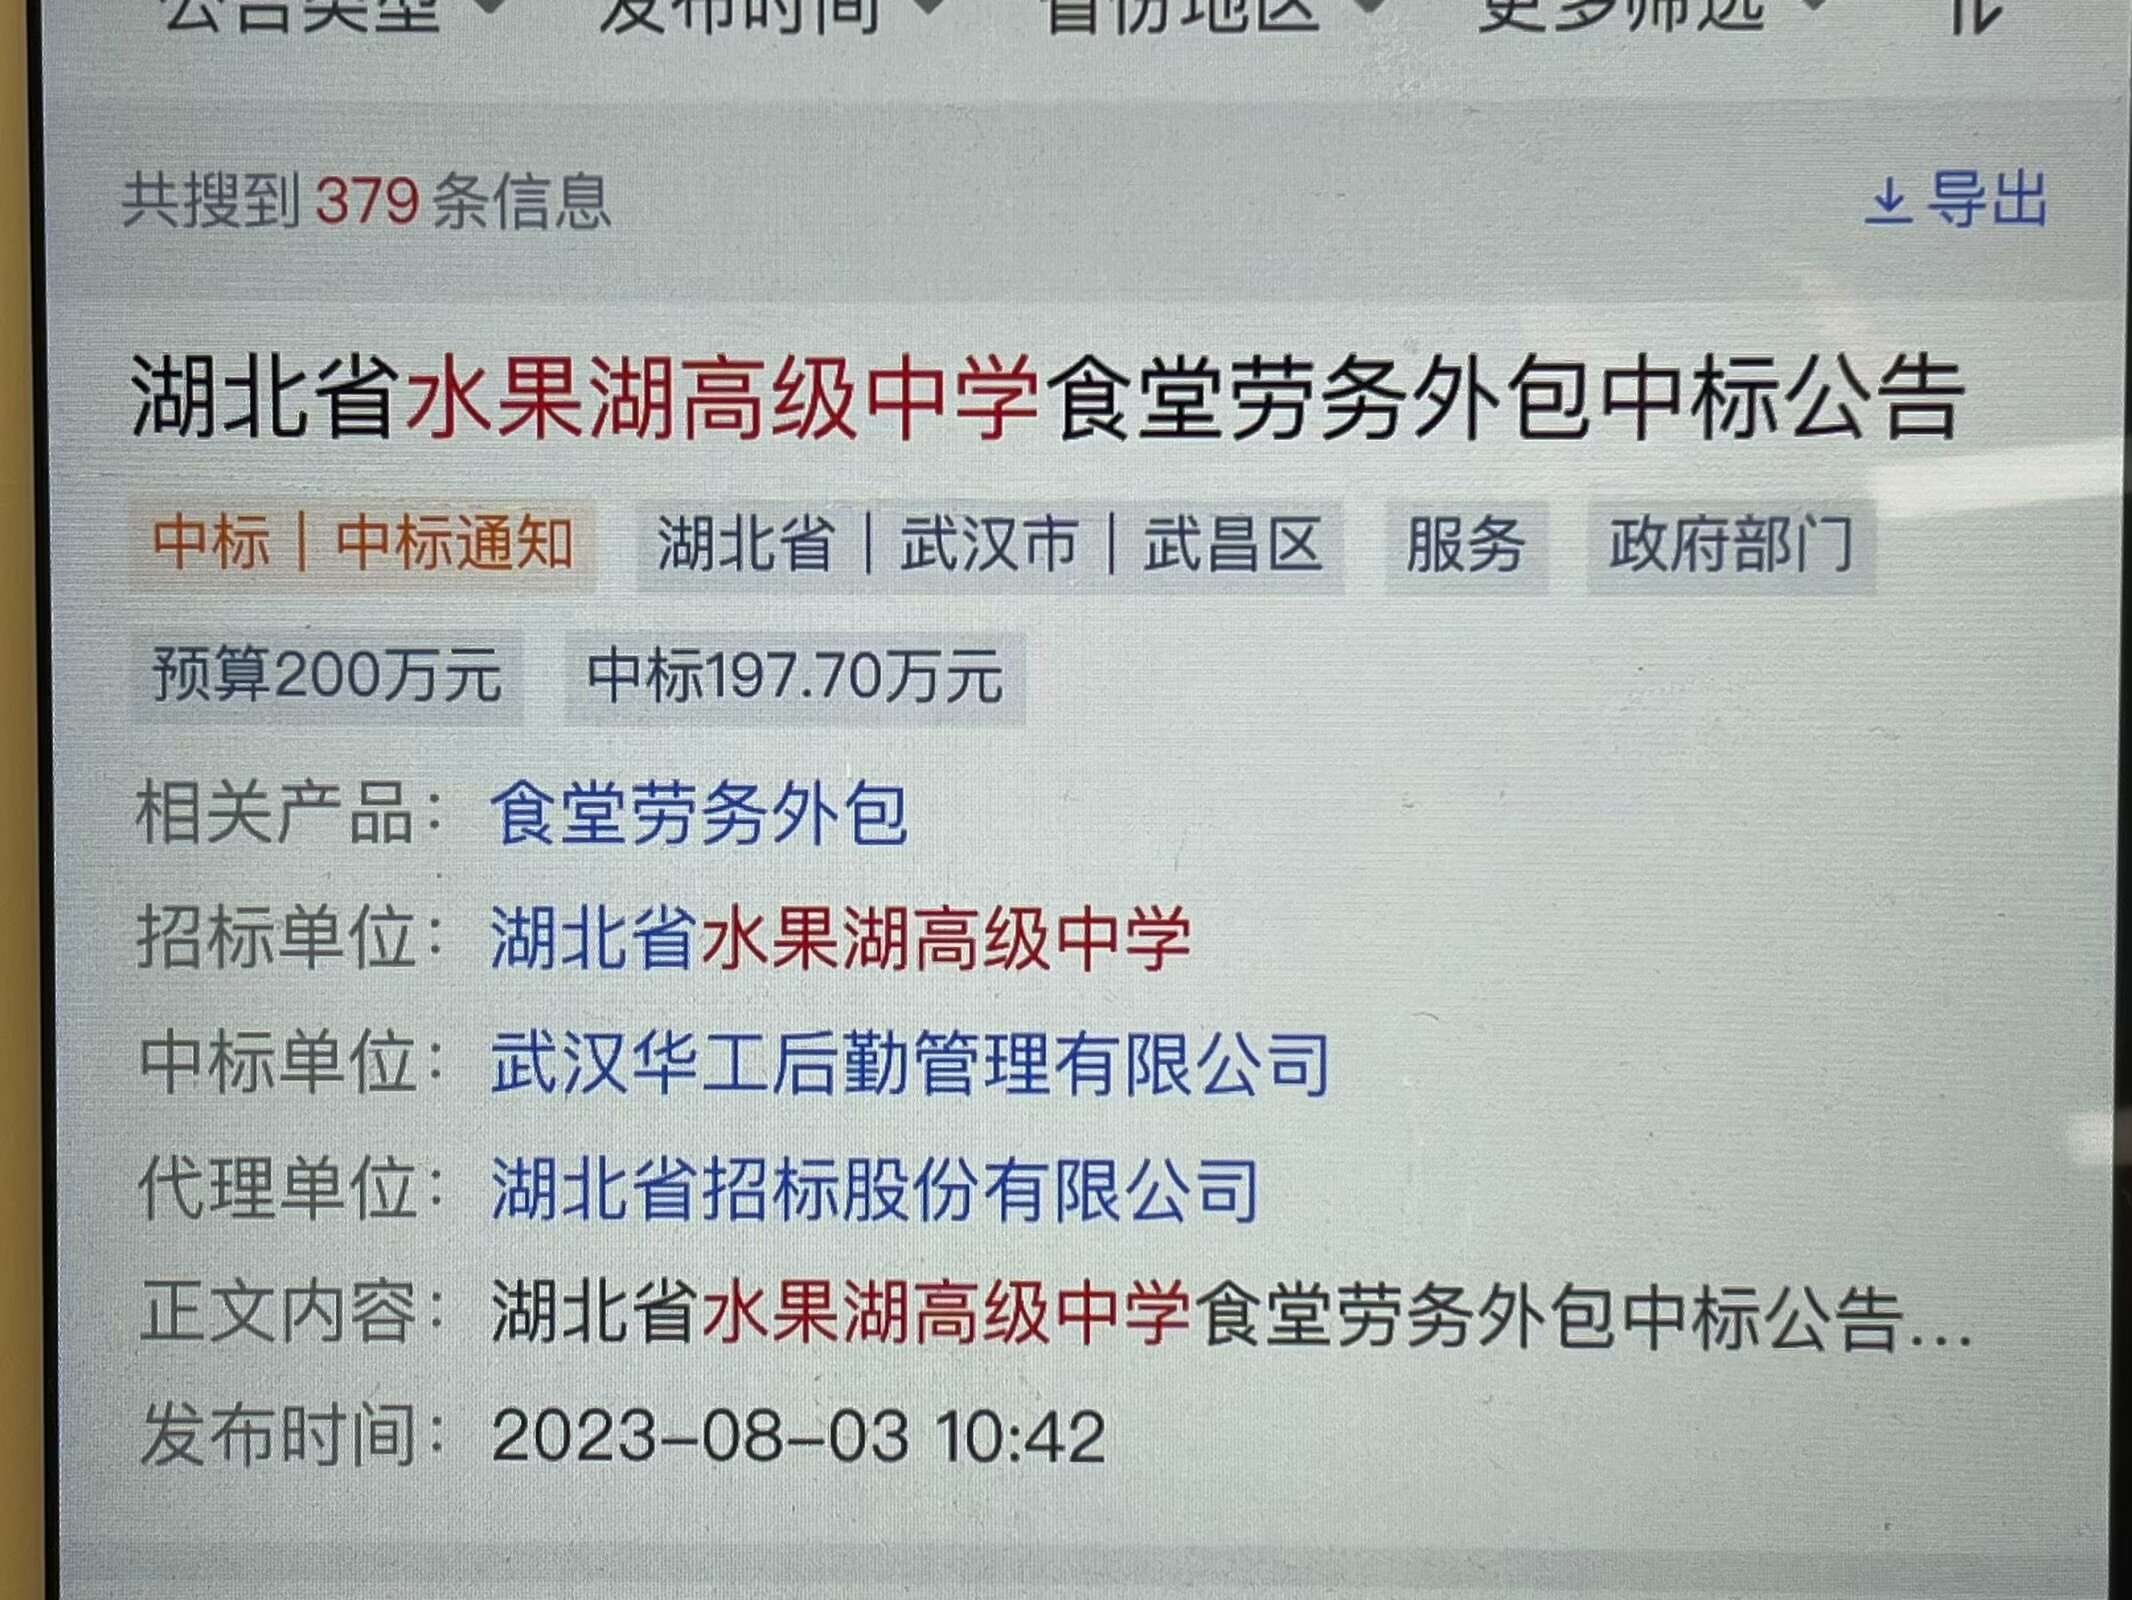 公告类型 发布时间 省份地区 更多筛选
共搜到 379 条信息 导出
湖北省水果湖高级中学食堂劳务外包中标公告
中标｜中标通知 湖北省｜武汉市｜武昌区 服务 政府部门
预算200万元 中标197.70万元
相关产品： 食堂劳务外包
招标单位： 湖北省水果湖高级中学
中标单位： 武汉华工后勤管理有限公司
代理单位： 湖北省招标股份有限公司
正文内容： 湖北省水果湖高级中学食堂劳务外包中标公告...
发布时间： 2023-08-03 10:42